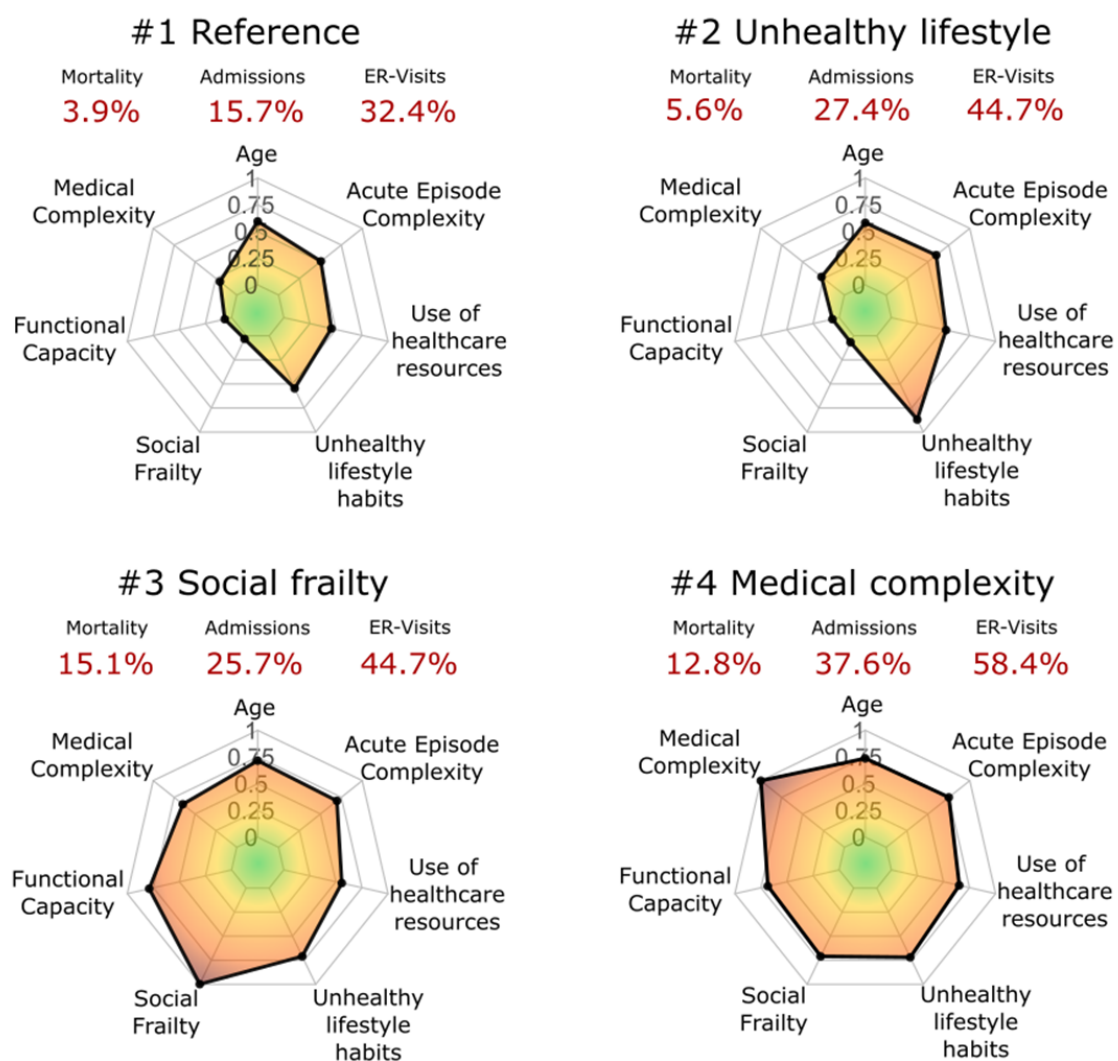 #1 Reference
Mortality Admissions ER-Visits
3.9% 15.7% 32.4%
Age
1
0.75
0.5
0.25
0
Medical
Complexity
Acute Episode
Complexity
Functional
Capacity
Use of
healthcare
resources
Social
Frailty
Unhealthy
lifestyle
habits
#2 Unhealthy lifestyle
Mortality Admissions ER-Visits
5.6% 27.4% 44.7%
Age
1
0.75
0.5
0.25
0
Medical
Complexity
Acute Episode
Complexity
Functional
Capacity
Use of
healthcare
resources
Social
Frailty
Unhealthy
lifestyle
habits
#3 Social frailty
Mortality Admissions ER-Visits
15.1% 25.7% 44.7%
Age
1
0.75
0.5
0.25
0
Medical
Complexity
Acute Episode
Complexity
Functional
Capacity
Use of
healthcare
resources
Social
Frailty
Unhealthy
lifestyle
habits
#4 Medical complexity
Mortality Admissions ER-Visits
12.8% 37.6% 58.4%
Age
1
0.75
0.5
0.25
0
Medical
Complexity
Acute Episode
Complexity
Functional
Capacity
Use of
healthcare
resources
Social
Frailty
Unhealthy
lifestyle
habits